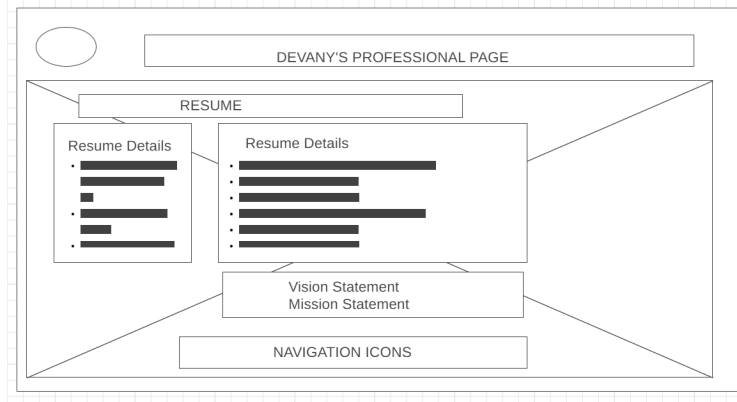 DEVANY'S PROFESSIONAL PAGE
RESUME
Resume Details
Resume Details
Vision Statement
Mission Statement
NAVIGATION ICONS